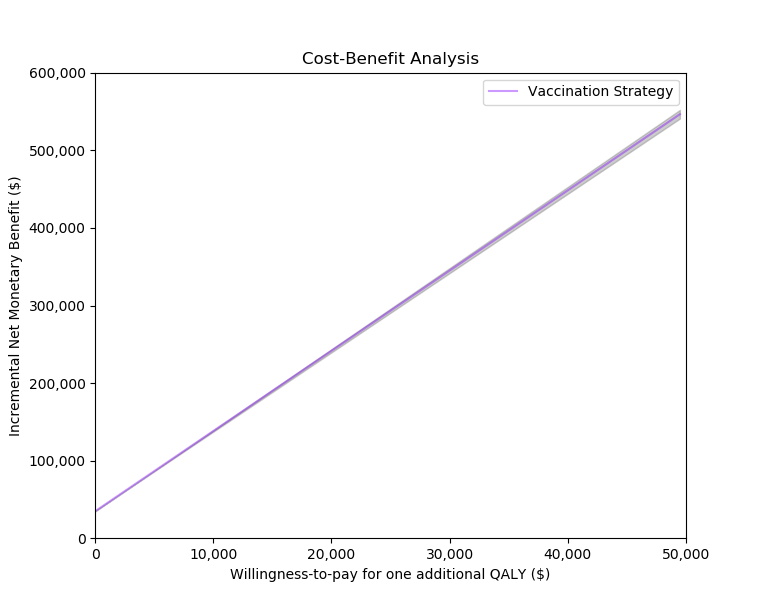 Cost-Benefit Analysis
Vaccination Strategy
Incremental Net Monetary Benefit ($)
600,000
500,000
400,000
300,000
200,000
100,000
0
0 10,000 20,000 30,000 40,000 50,000
Willingness-to-pay for one additional QALY ($)